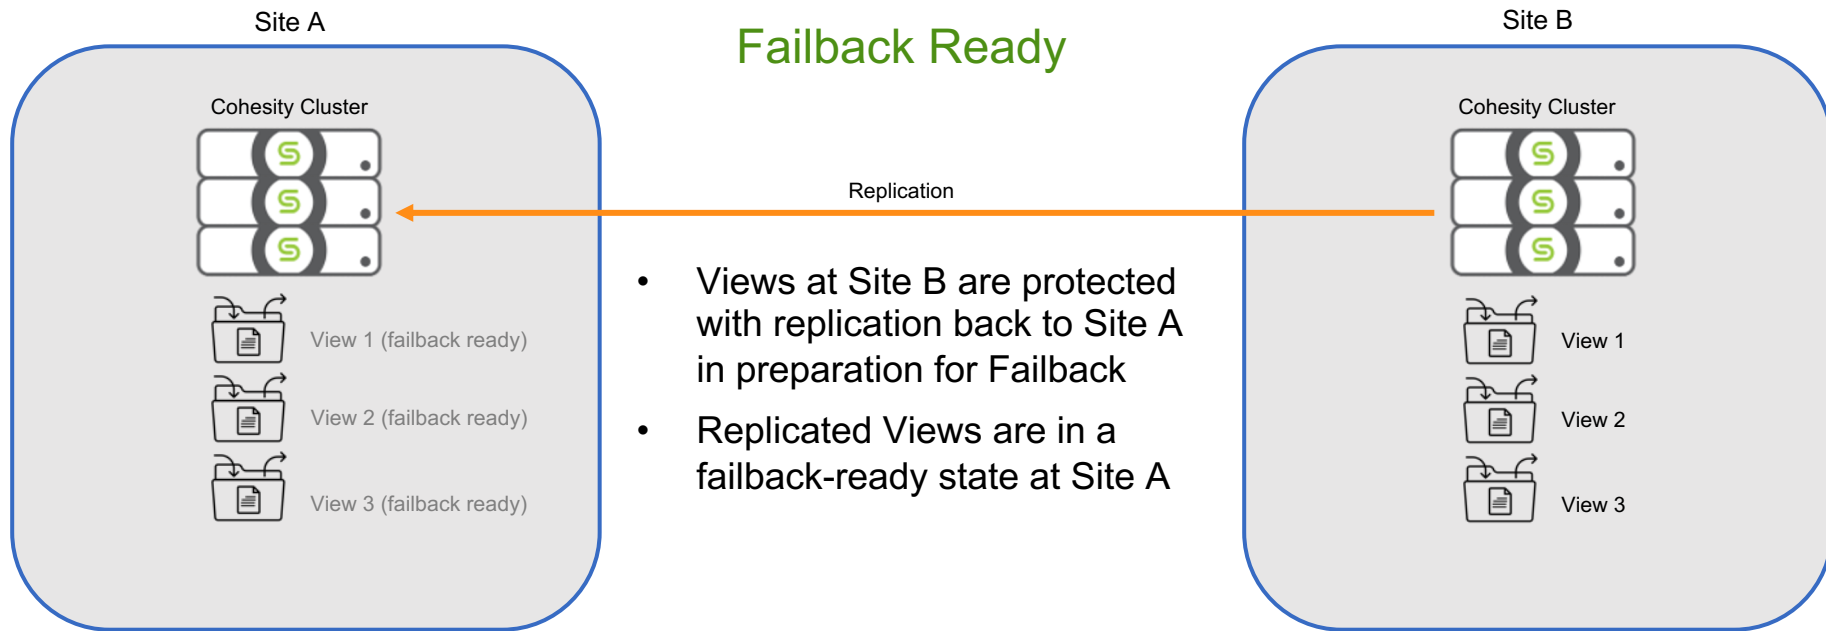 Site A
Failback Ready
Site B
Cohesity Cluster
Cohesity Cluster
Replication
• Views at Site B are protected
with replication back to Site A
in preparation for Failback
• Replicated Views are in a
failback-ready state at Site A
View 1 (failback ready)
View 2 (failback ready)
View 3 (failback ready)
View 1
View 2
View 3